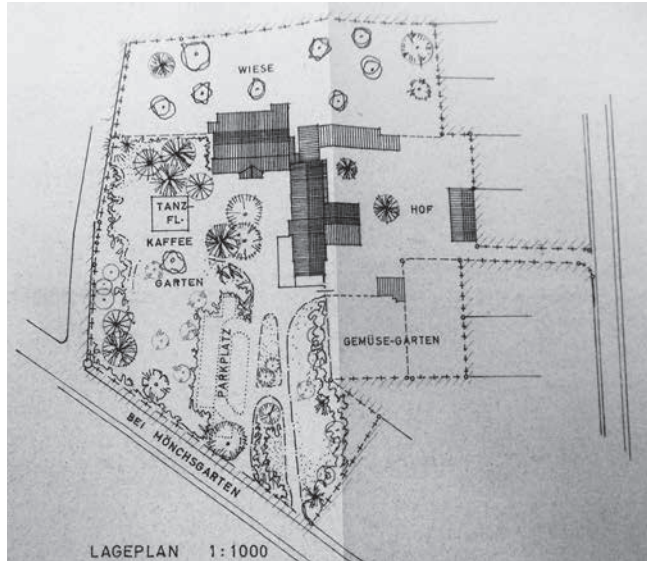 WIESE
TANZ-
FL.
HOF
KAFFEE
GARTEN
PARKPLATZ
GEMÜSE-GARTEN
BEI MÖNCHSGARTEN
LAGEPLAN 1:1000